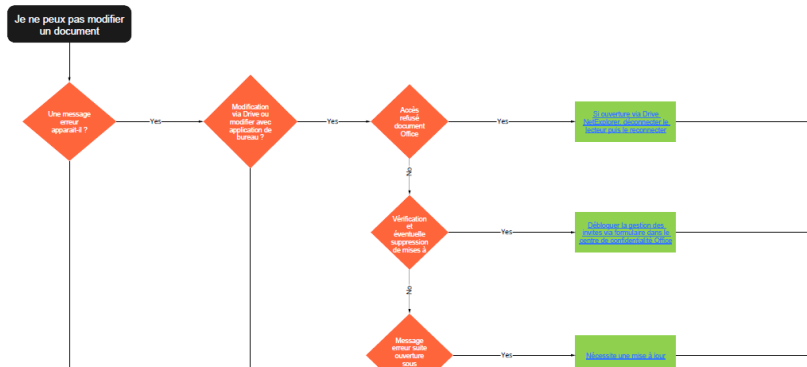 Je ne peux pas modifier
un document
Une message
erreur
apparait-il ?
Yes
Modification
via Drive ou
modifier avec
application de
bureau ?
Yes
Accès
refusé
document
Office
Yes
Si ouverture via Drive
NetExplorer, déconnecter le
lecteur puis le reconnecter
No
Vérification
et
éventuelle
suppression
de mises à
Yes
Débloquer la gestion des
invites via formulaire dans le
centre de confidentialité Office
No
Message
erreur suite
ouverture
sous
Yes
Nécessite une mise à jour